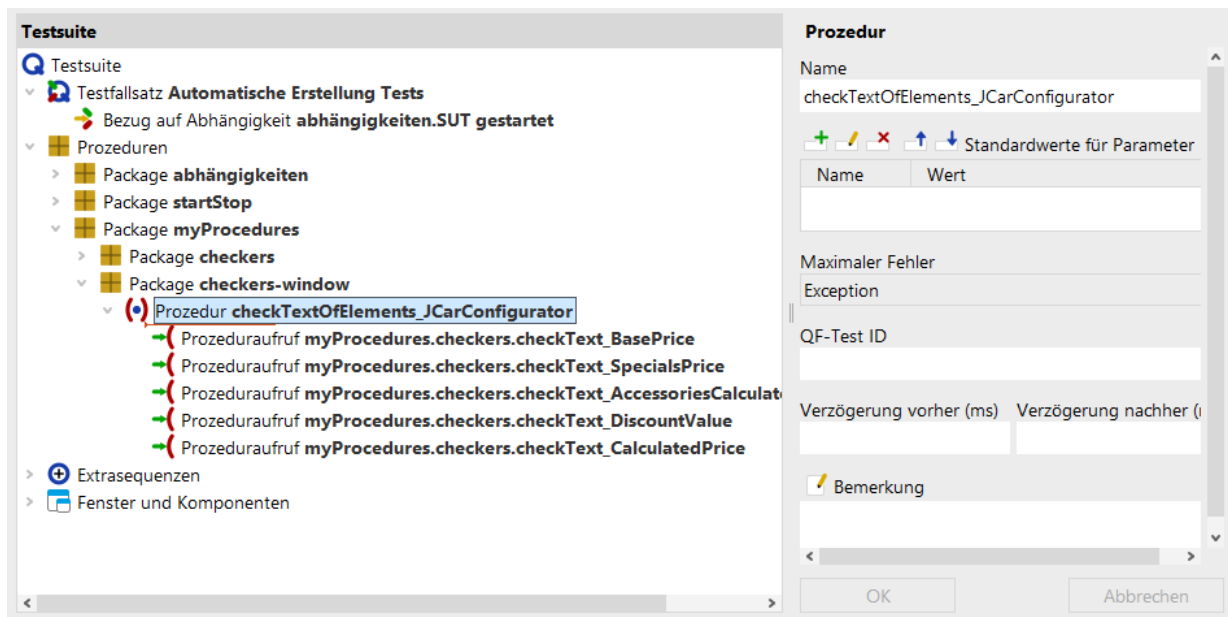 Testsuite
Testsuite
Testfallsatz Automatische Erstellung Tests
Bezug auf Abhängigkeit abhängigkeiten.SUT gestartet
Prozeduren
Package abhängigkeiten
Package startStop
Package myProcedures
Package checkers
Package checkers-window
Prozedur checkTextOfElements_JCarConfigurator
Prozeduraufruf myProcedures.checkers.checkText_BasePrice
Prozeduraufruf myProcedures.checkers.checkText_SpecialsPrice
Prozeduraufruf myProcedures.checkers.checkText_AccessoriesCalculat
Prozeduraufruf myProcedures.checkers.checkText_DiscountValue
Prozeduraufruf myProcedures.checkers.checkText_CalculatedPrice
Extrasequenzen
Fenster und Komponenten
Prozedur
Name
checkTextOfElements_JCarConfigurator
Standardwerte für Parameter
Name Wert
Maximaler Fehler
Exception
QF-Test ID
Verzögerung vorher (ms) Verzögerung nachher (
Bemerkung
OK Abbrechen